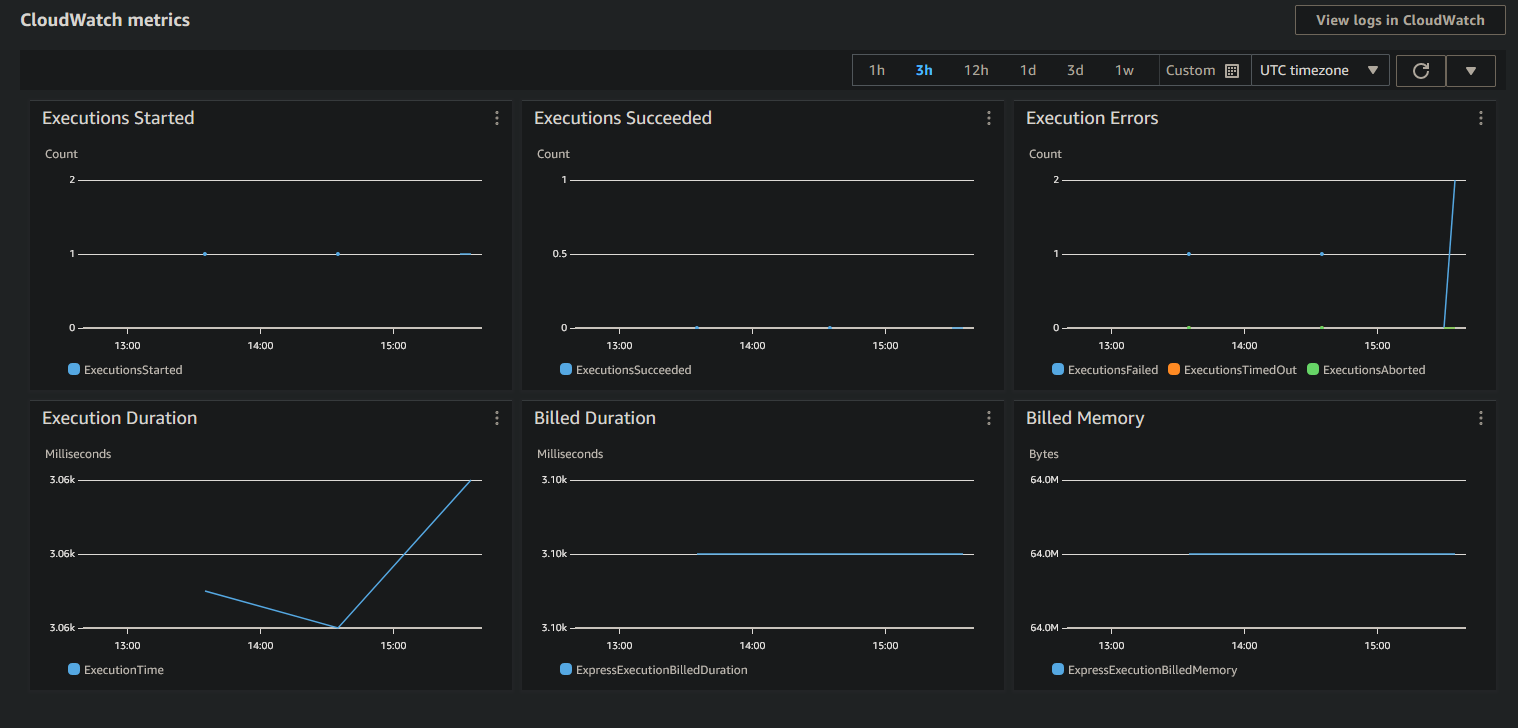 CloudWatch metrics
View logs in CloudWatch
1h 3h 12h 1d 3d 1w Custom UTC timezone
Executions Started
Count
2
1
0
13:00 14:00 15:00
ExecutionsStarted
Executions Succeeded
Count
1
0.5
0
13:00 14:00 15:00
ExecutionsSucceeded
Execution Errors
Count
2
1
0
13:00 14:00 15:00
ExecutionsFailed ExecutionsTimedOut ExecutionsAborted
Execution Duration
Milliseconds
3.06k
3.06k
3.06k
13:00 14:00 15:00
ExecutionTime
Billed Duration
Milliseconds
3.10k
3.10k
3.10k
13:00 14:00 15:00
ExpressExecutionBilledDuration
Billed Memory
Bytes
64.0M
64.0M
64.0M
13:00 14:00 15:00
ExpressExecutionBilledMemory